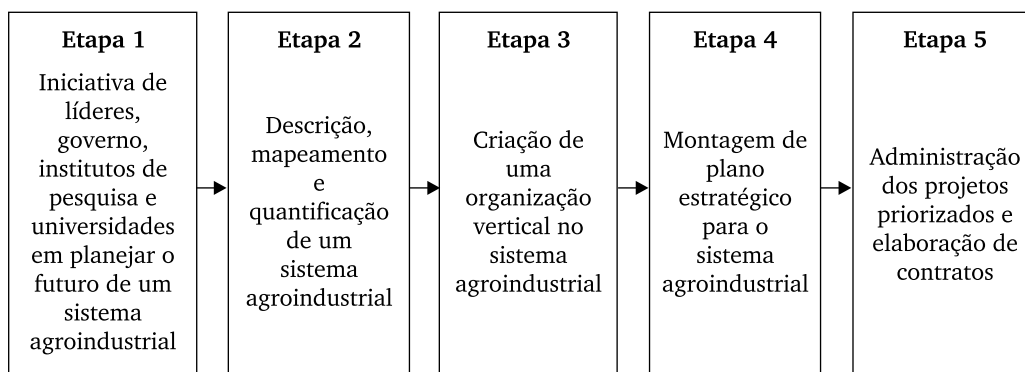 Etapa 1
Iniciativa de
líderes,
governo,
institutos de
pesquisa e
universidades
em planejar o
futuro de um
sistema
agroindustrial
Etapa 2
Descrição,
mapeamento
e
quantificação
de um
sistema
agroindustrial
Etapa 3
Criação de
uma
organização
vertical no
sistema
agroindustrial
Etapa 4
Montagem de
plano
estratégico
para o
sistema
agroindustrial
Etapa 5
Administração
dos projetos
priorizados e
elaboração de
contratos